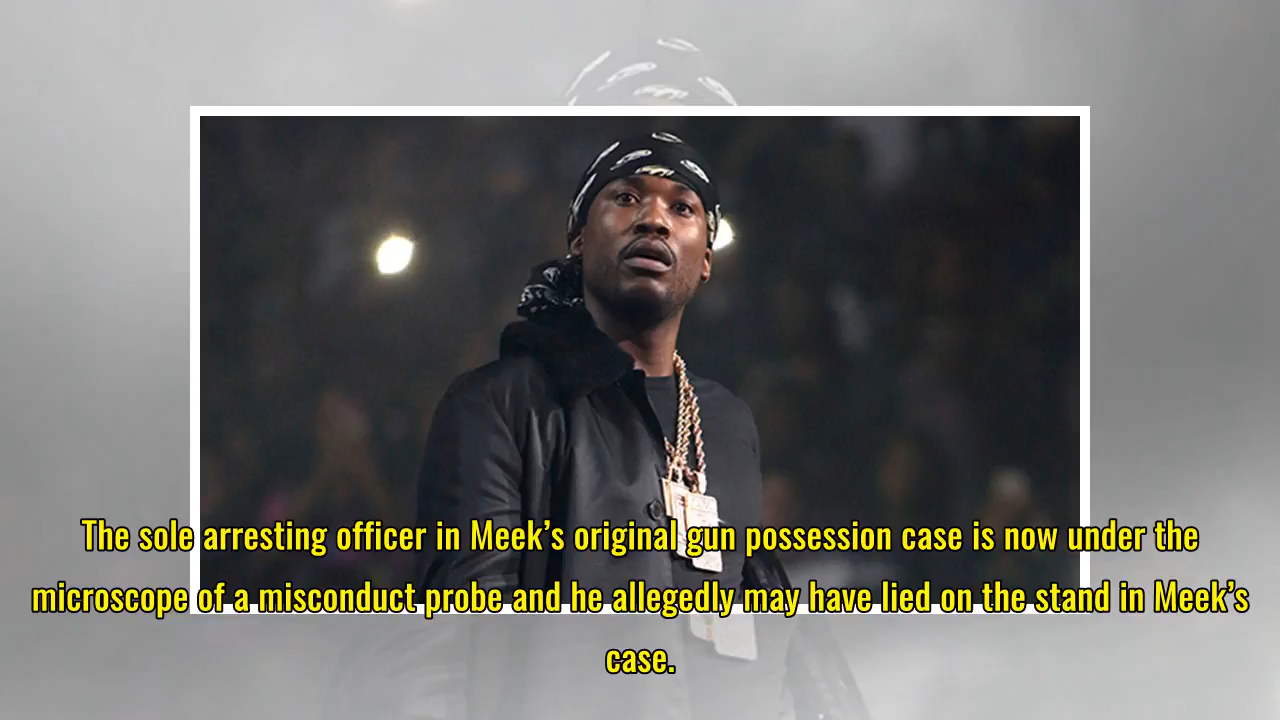 The sole arresting officer in Meek’s original gun possession case is now under the
microscope of a misconduct probe and he allegedly may have lied on the stand in Meek’s
case.